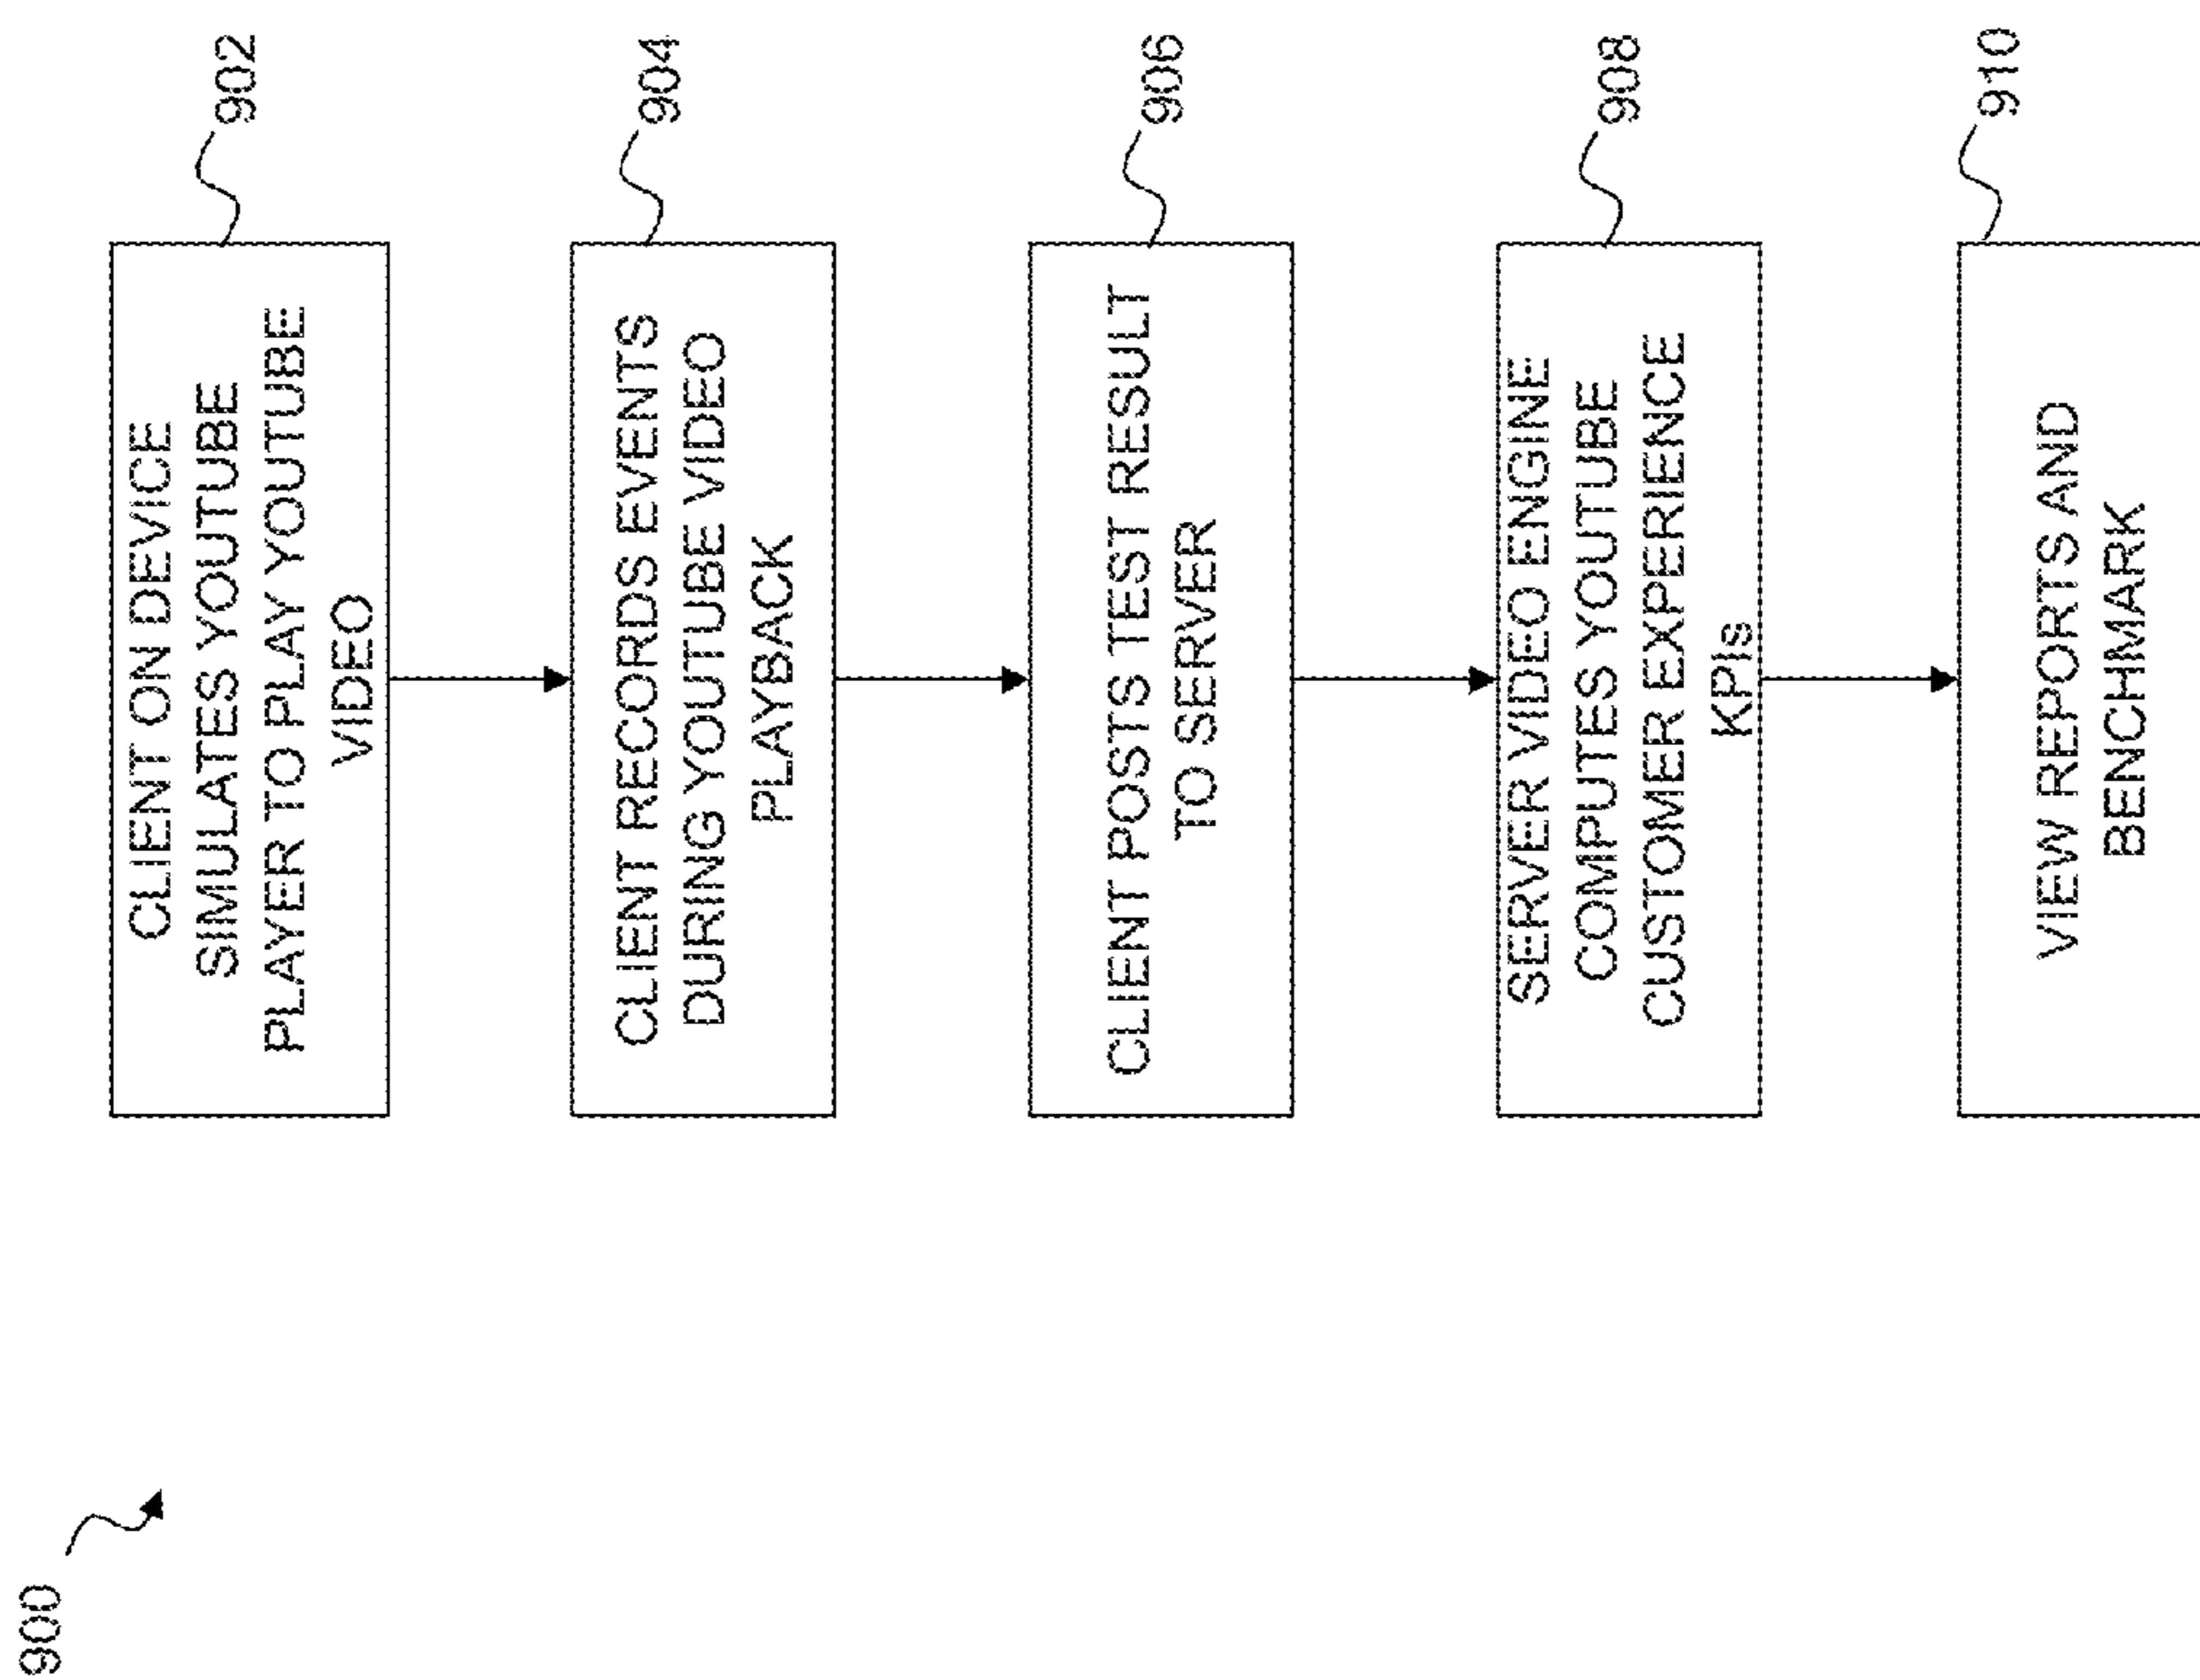 900
CLIENT ON DEVICE
SIMULATES YOUTUBE
PLAYER TO PLAY YOUTUBE
VIDEO
902
CLIENT RECORDS EVENTS
DURING YOUTUBE VIDEO
PLAYBACK
904
CLIENT POSTS TEST RESULT
TO SERVER
906
SERVER VIDEO ENGINE
COMPUTES YOUTUBE
CUSTOMER EXPERIENCE
KPIs
908
VIEW REPORTS AND
BENCHMARK
910